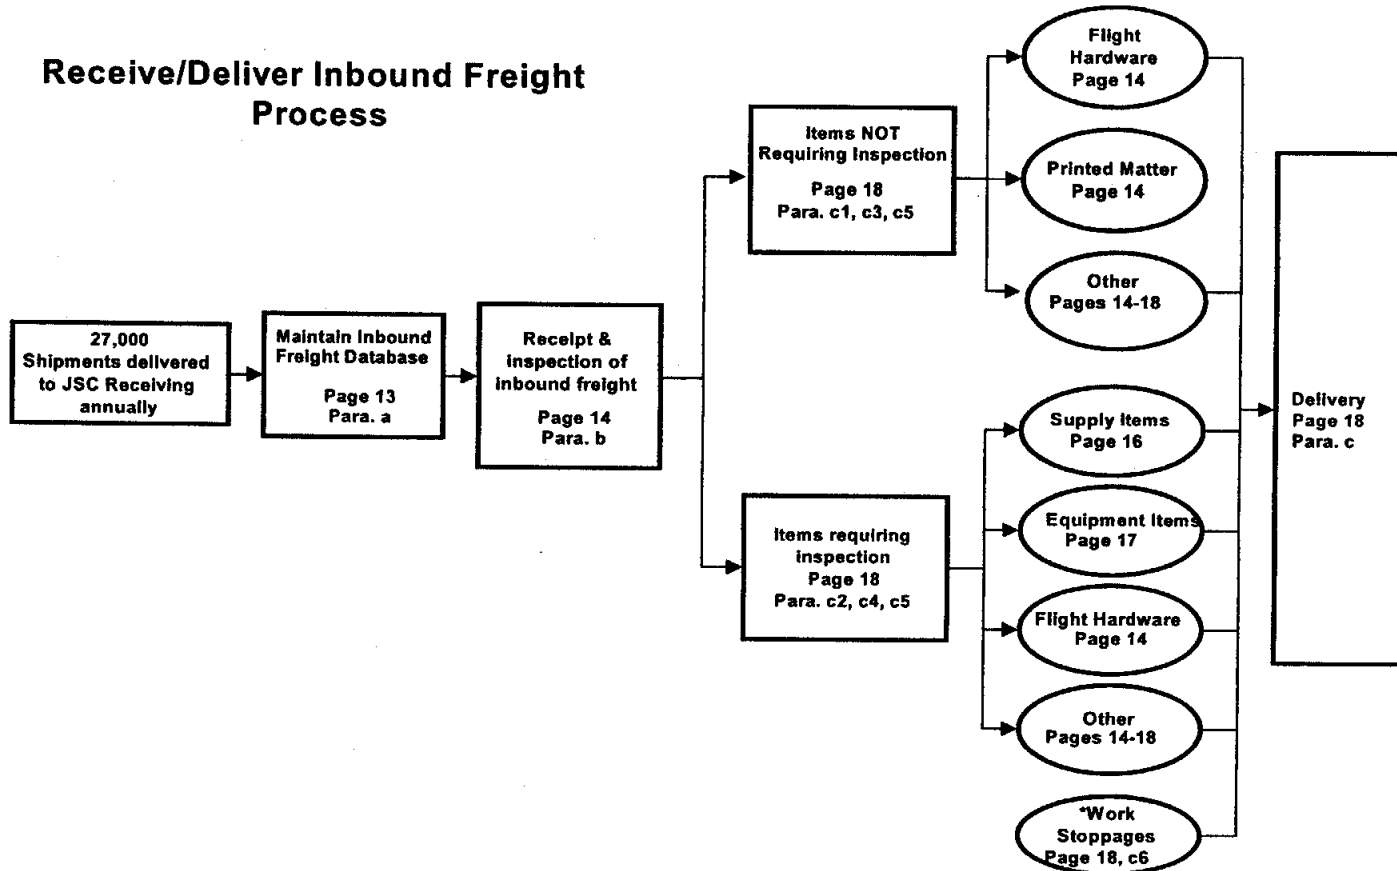 Receive/Deliver Inbound Freight
Process
27,000
Shipments delivered
to JSC Receiving
annually
Maintain Inbound
Freight Database
Page 13
Para. a
Receipt &
inspection of
inbound freight
Page 14
Para. b
Items NOT
Requiring Inspection
Page 18
Para. c1, c3, c5
Items requiring
inspection
Page 18
Para. c2, c4, c5
Flight
Hardware
Page 14
Printed Matter
Page 14
Other
Pages 14-18
Supply Items
Page 16
Equipment Items
Page 17
Flight Hardware
Page 14
Other
Pages 14-18
*Work
Stoppages
Page 18, c6
Delivery
Page 18
Para. c